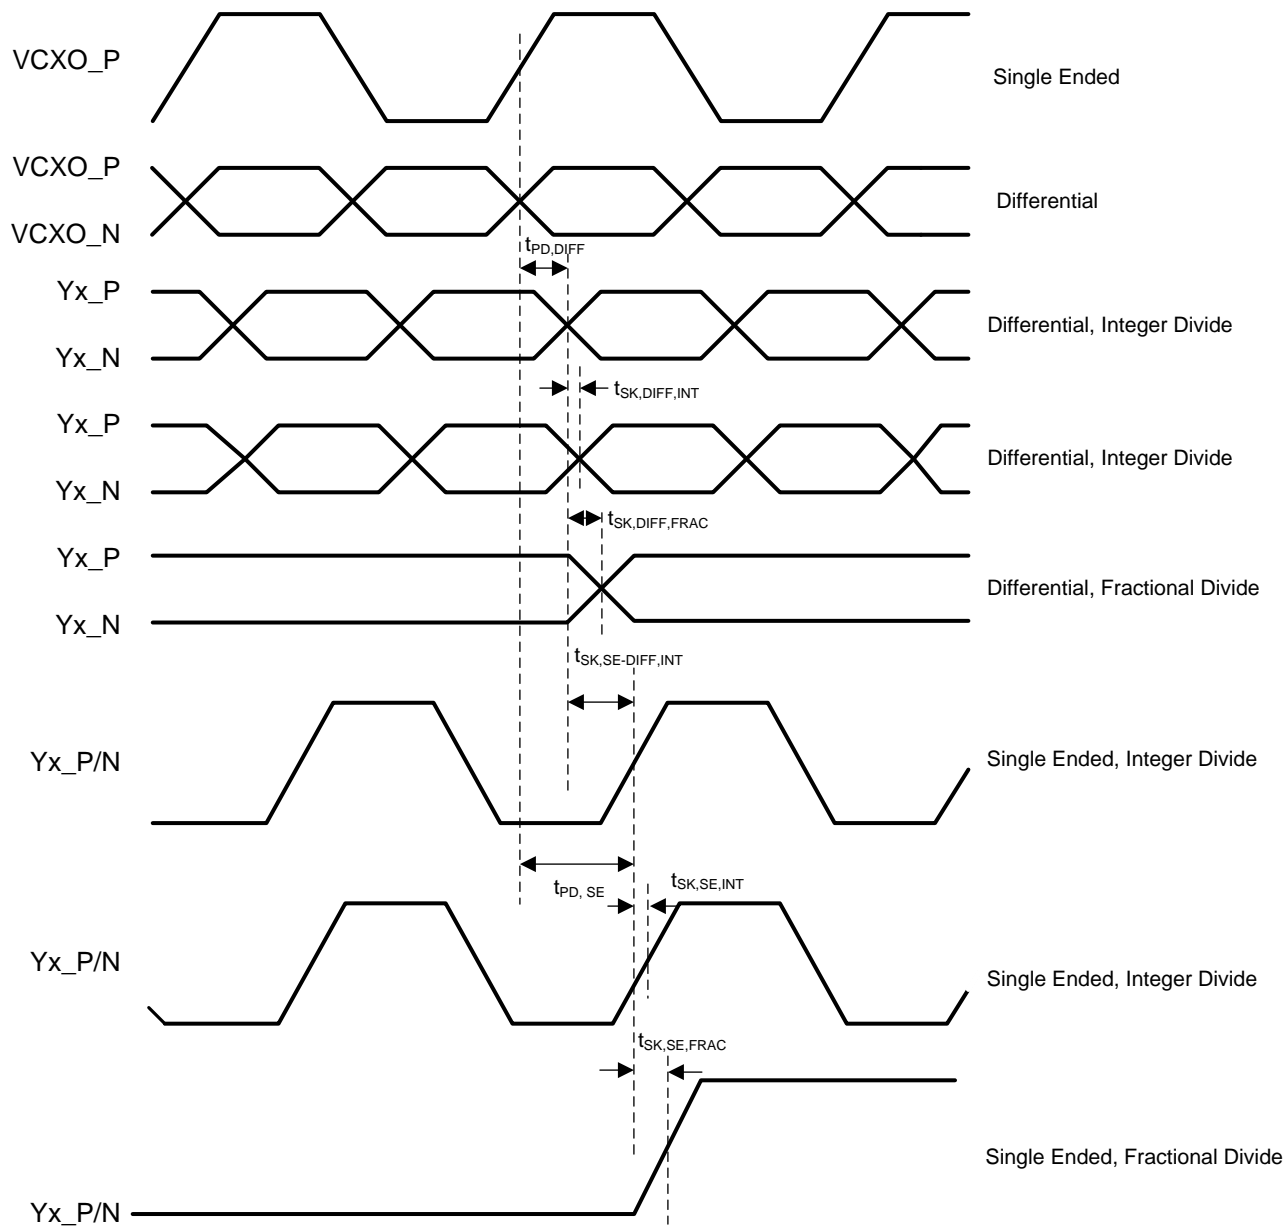 VCXO_P
Single Ended
VCXO_P
VCXO_N
Differential
tPD,DIFF
Yx_P
Yx_N
Differential, Integer Divide
tSK,DIFF,INT
Yx_P
Yx_N
Differential, Integer Divide
tSK,DIFF,FRAC
Yx_P
Yx_N
Differential, Fractional Divide
tSK,SE-DIFF,INT
Yx_P/N
Single Ended, Integer Divide
tPD, SE
tSK,SE,INT
Yx_P/N
Single Ended, Integer Divide
tSK,SE,FRAC
Single Ended, Fractional Divide
Yx_P/N